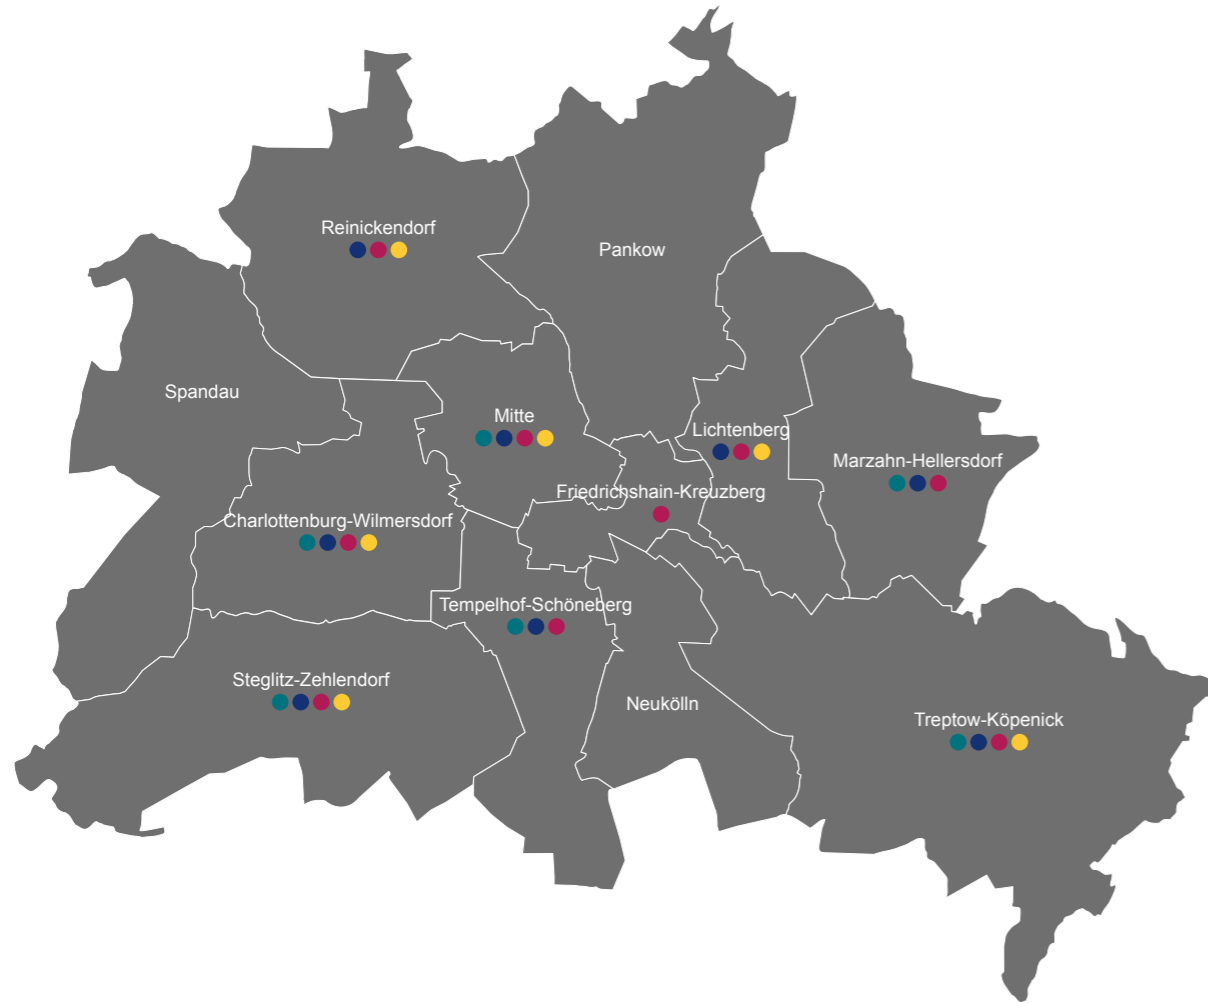 Reinickendorf
Pankow
Spandau
Mitte
Lichtenberg
Marzahn-Hellersdorf
Friedrichshain-Kreuzberg
Charlottenburg-Wilmersdorf
Tempelhof-Schöneberg
Steglitz-Zehlendorf
Neukölln
Treptow-Köpenick